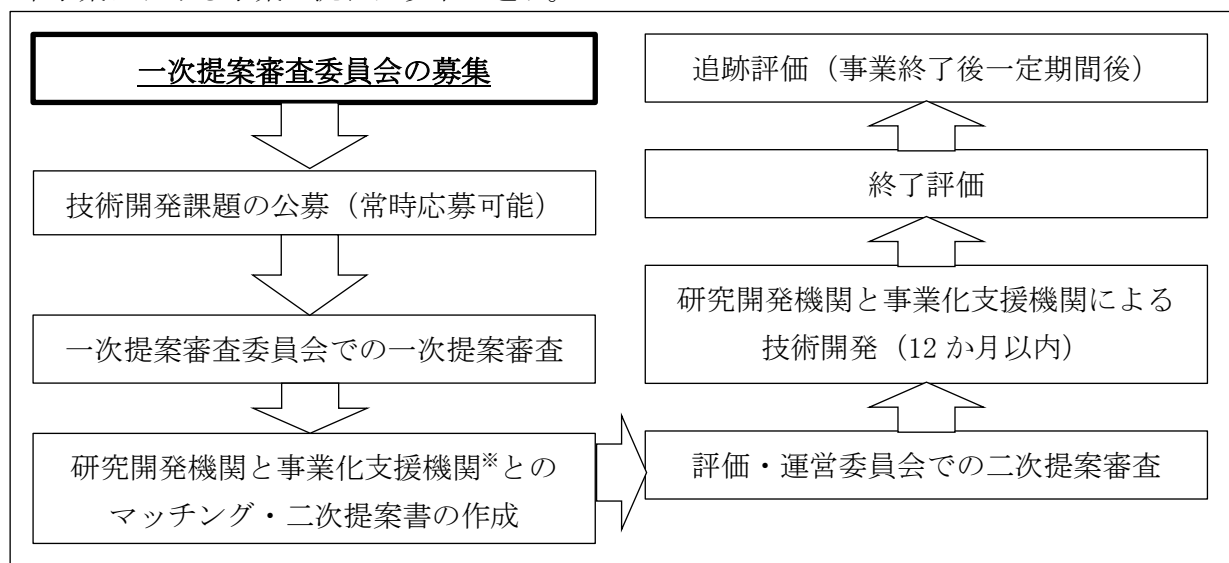 一次提案審査委員会の募集
技術開発課題の公募（常時応募可能）
一次提案審査委員会での一次提案審査
研究開発機関と事業化支援機関※との
マッチング・二次提案書の作成
評価・運営委員会での二次提案審査
研究開発機関と事業化支援機関による
技術開発（12か月以内）
終了評価
追跡評価（事業終了後一定期間後）